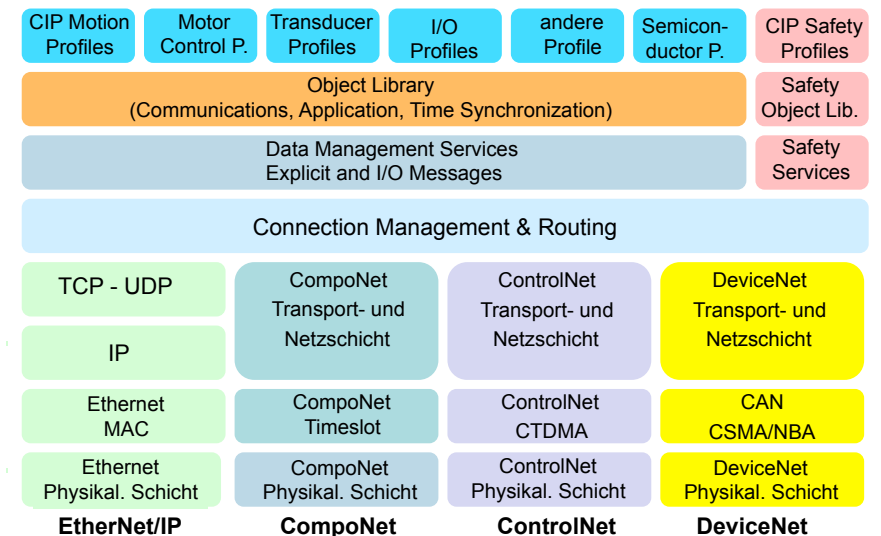 CIP Motion
Profiles
Motor
Control P.
Transducer
Profiles
I/O
Profiles
andere
Profile
Semicon-
ductor P.
CIP Safety
Profiles
Object Library
(Communications, Application, Time Synchronization)
Safety
Object Lib.
Data Management Services
Explicit and I/O Messages
Safety
Services
Connection Management & Routing
TCP - UDP
IP
CompoNet
Transport- und
Netzschicht
ControlNet
Transport- und
Netzschicht
DeviceNet
Transport- und
Netzschicht
Ethernet
MAC
CompoNet
Timeslot
ControlNet
CTDMA
CAN
CSMA/NBA
Ethernet
Physikal. Schicht
CompoNet
Physikal. Schicht
ControlNet
Physikal. Schicht
DeviceNet
Physikal. Schicht
EtherNet/IP
CompoNet
ControlNet
DeviceNet